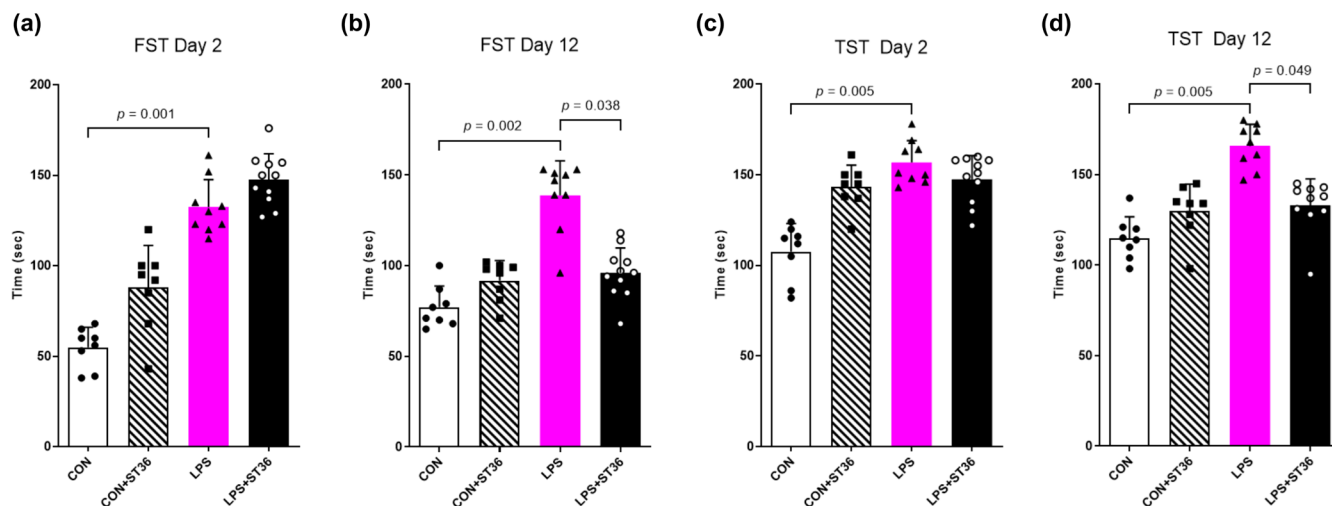 (a)
FST Day 2
Time (sec)
200
150
100
50
0
p = 0.001
CON
CON+ST36
LPS
LPS+ST36
(b)
FST Day 12
Time (sec)
200
150
100
50
0
p = 0.002
p = 0.038
CON
CON+ST36
LPS
LPS+ST36
(c)
TST Day 2
Time (sec)
200
150
100
50
0
p = 0.005
CON
CON+ST36
LPS
LPS+ST36
(d)
TST Day 12
Time (sec)
200
150
100
50
0
p = 0.005
p = 0.049
CON
CON+ST36
LPS
LPS+ST36